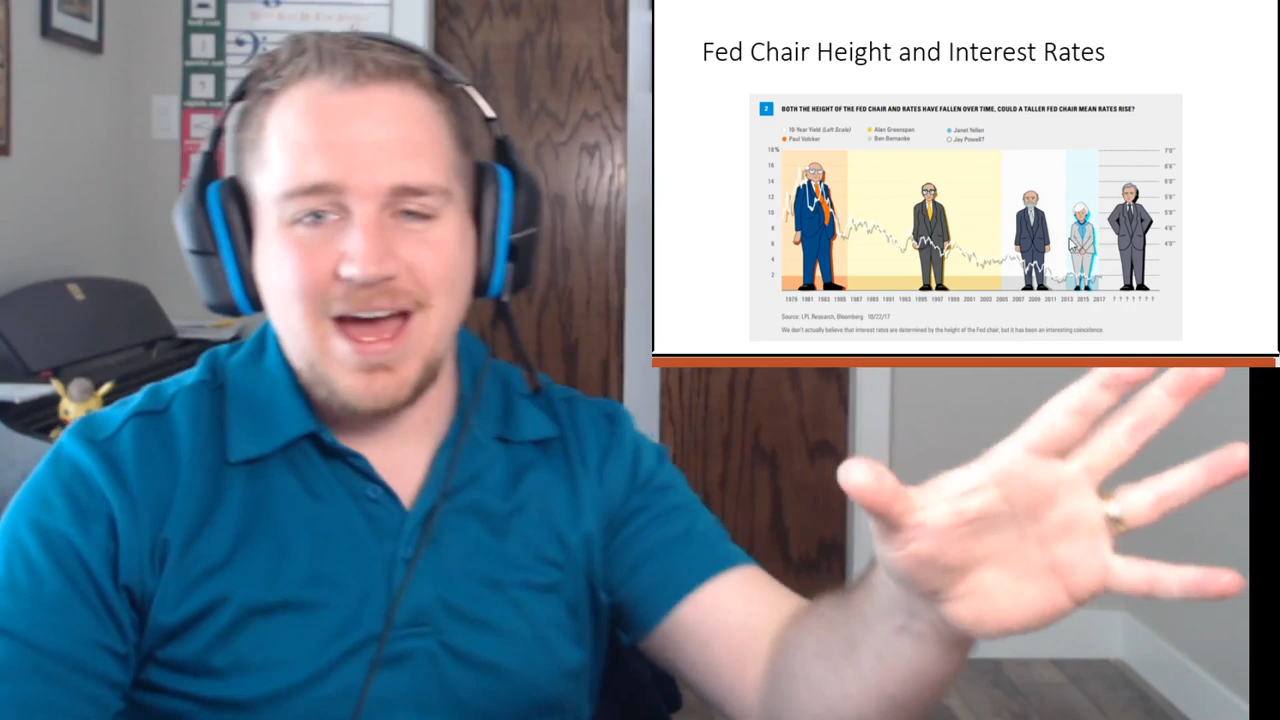 Fed Chair Height and Interest Rates
2 BOTH THE HEIGHT OF THE FED CHAIR AND RATES HAVE FALLEN OVER TIME, COULD A TALLER FED CHAIR MEAN RATES RISE?
10-Year Yield (Left Scale) Alan Greenspan Janet Yellen
Paul Volcker Ben Bernanke Jay Powell?
18%
16
14
12
10
8
6
4
2
7'0"
6'6"
6'0"
5'6"
5'0"
4'6"
4'0"
1979 1981 1983 1985 1987 1989 1991 1993 1995 1997 1999 2001 2003 2005 2007 2009 2011 2013 2015 2017 ? ? ? ? ? ?
Source: LPL Research, Bloomberg 10/22/17
We don't actually believe that interest rates are determined by the height of the Fed chair, but it has been an interesting coincidence.